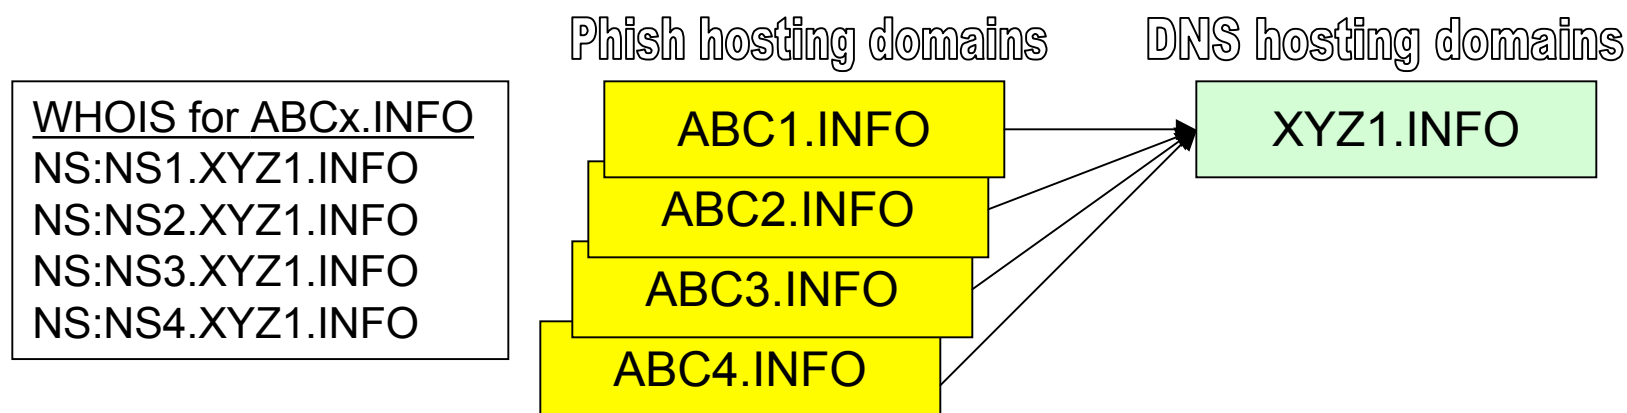 Phish hosting domains
DNS hosting domains
WHOIS for ABCx.INFO
NS:NS1.XYZ1.INFO
NS:NS2.XYZ1.INFO
NS:NS3.XYZ1.INFO
NS:NS4.XYZ1.INFO
ABC1.INFO
ABC2.INFO
ABC3.INFO
ABC4.INFO
XYZ1.INFO